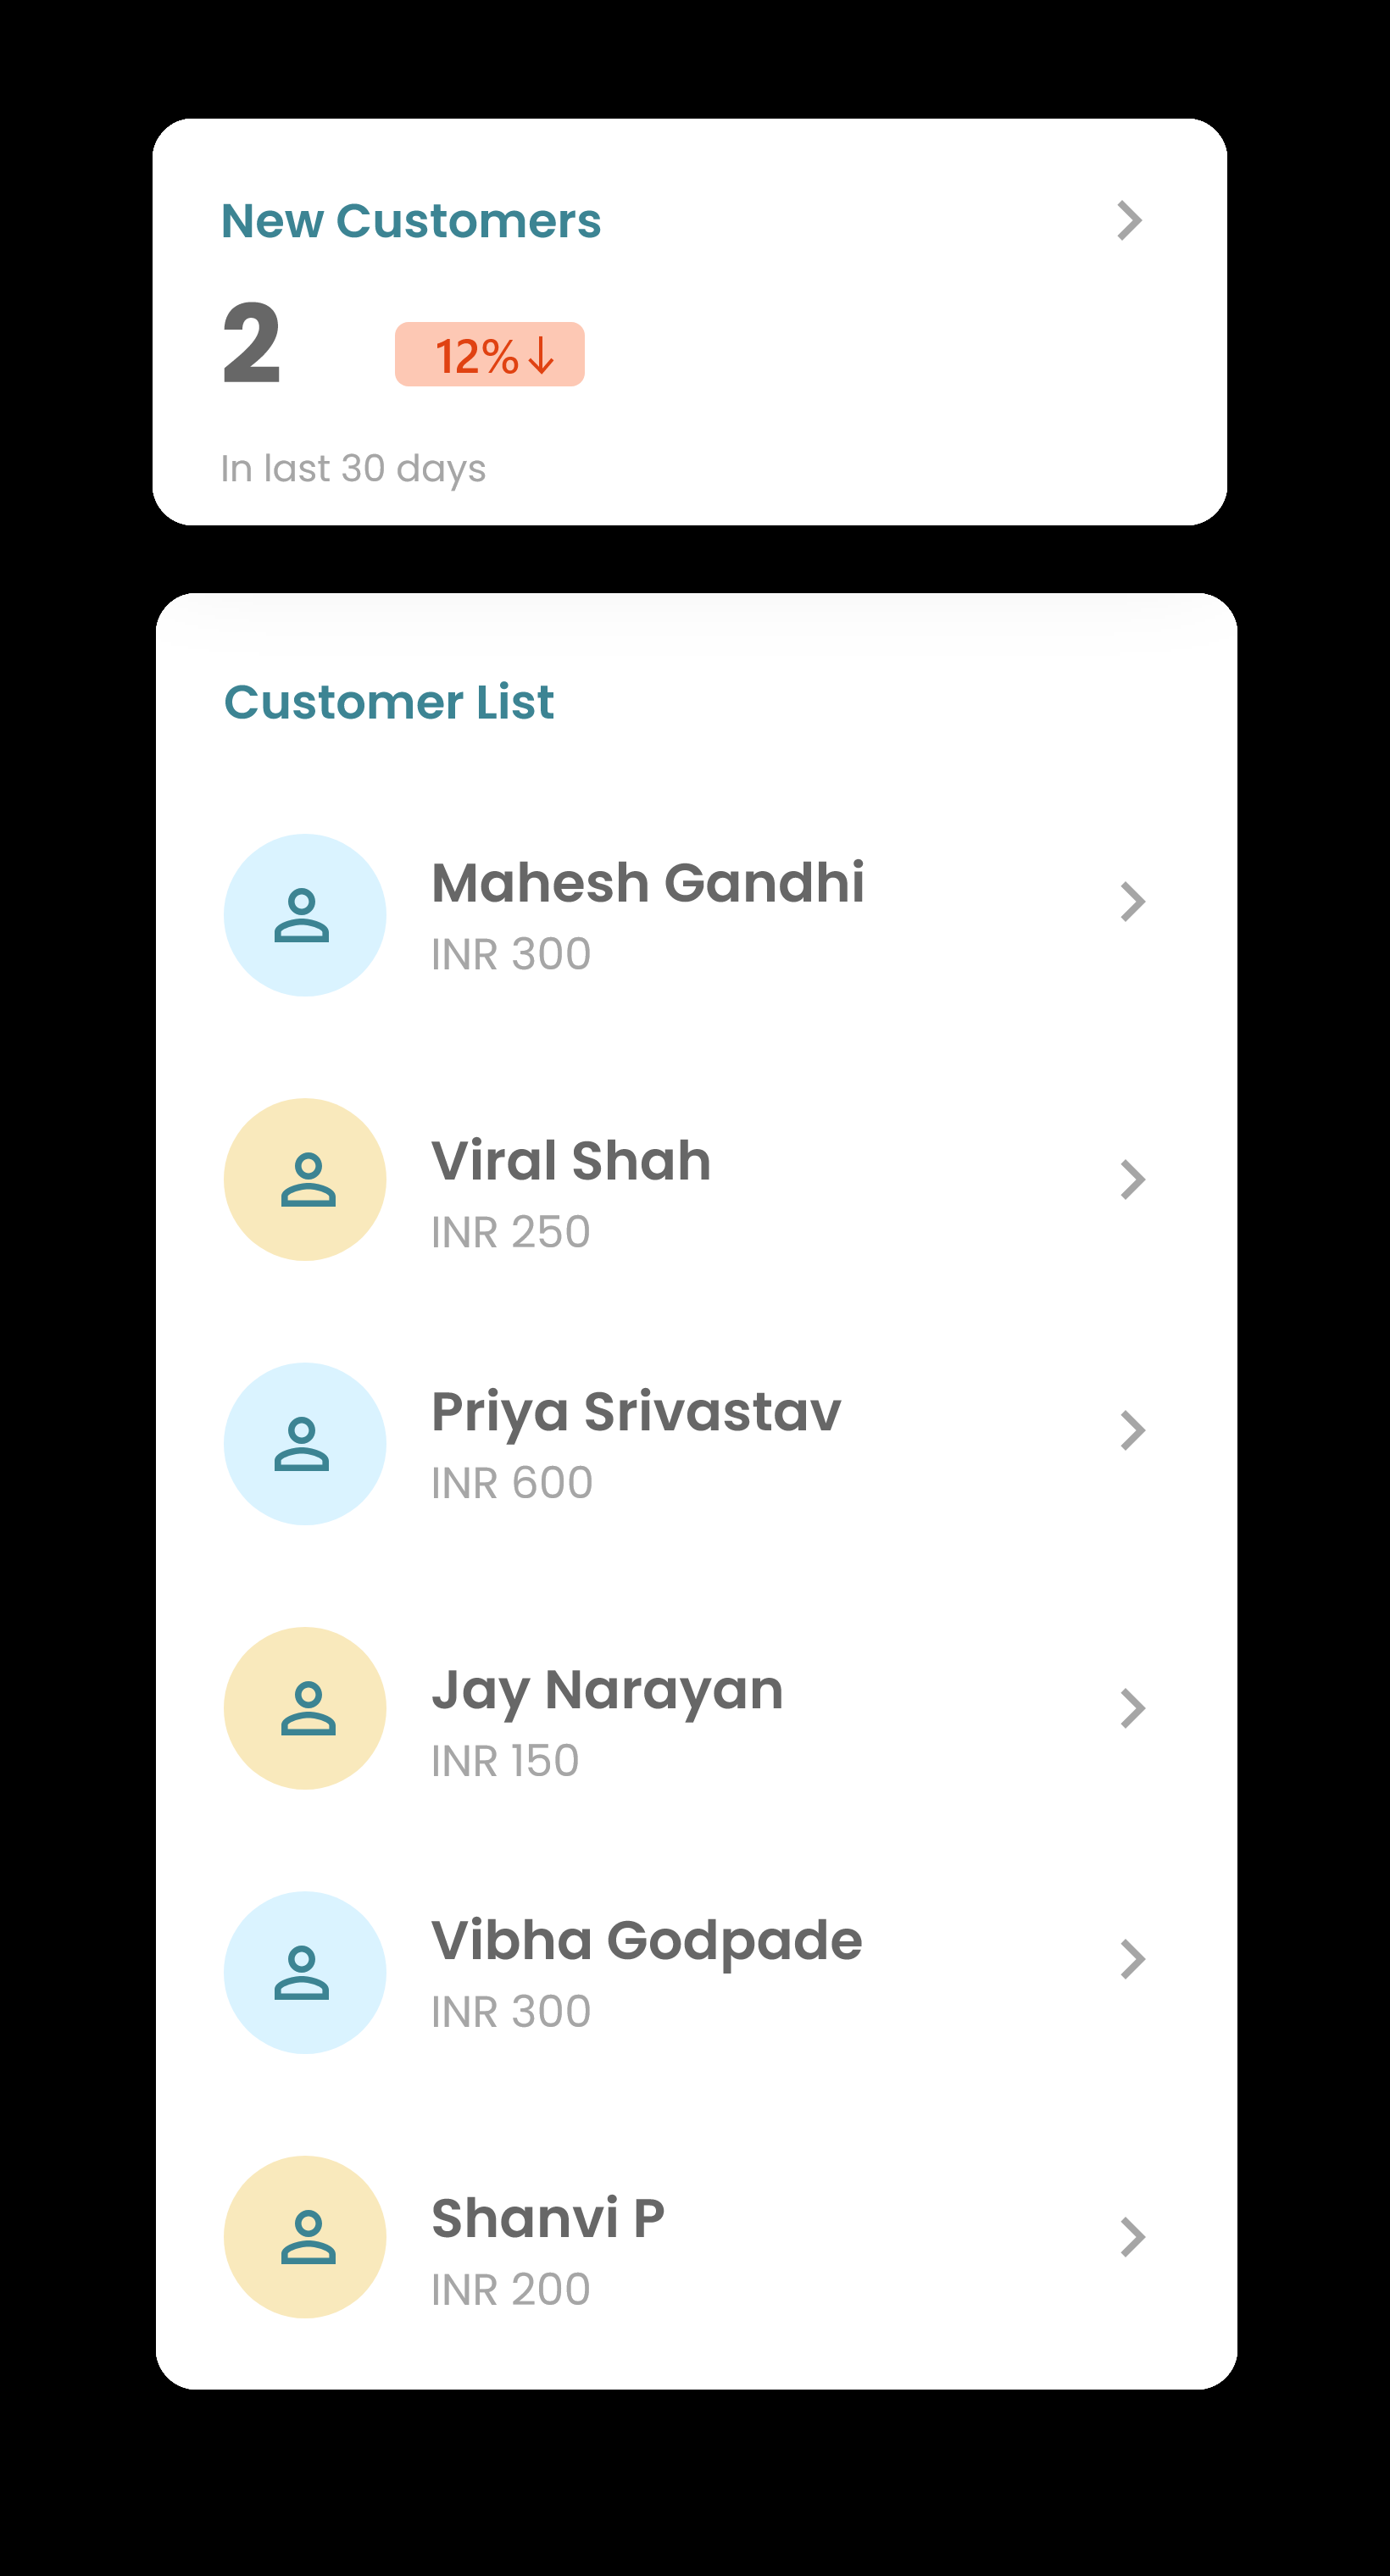 New Customers
2
12%↓
In last 30 days
Customer List
Mahesh Gandhi
INR 300
Viral Shah
INR 250
Priya Srivastav
INR 600
Jay Narayan
INR 150
Vibha Godpade
INR 300
Shanvi P
INR 200